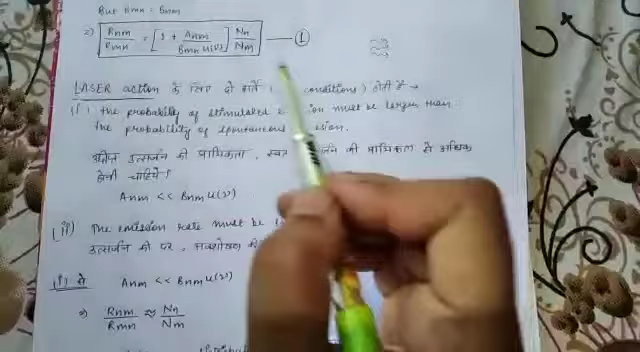 But Bmn = Bnm
⇒) Rnm/Rmn = [1 + Anm/Bnm u(ν)] Nn/Nm — (1)
LASER action के लिए दो शर्तें ( conditions ) होती हैं →
(i) the probability of stimulated must be larger than
the probability of spontaneous
उत्सर्जन की प्रायिकता, की प्रायिकता से अधिक
होनी चाहिये।
Anm << Bnm u(ν)
(ii) The emission rate must be
उत्सर्जन की दर, अवशोषण की
(i) से Anm << Bnm u(ν)
⇒) Rnm/Rmn ≈ Nn/Nm